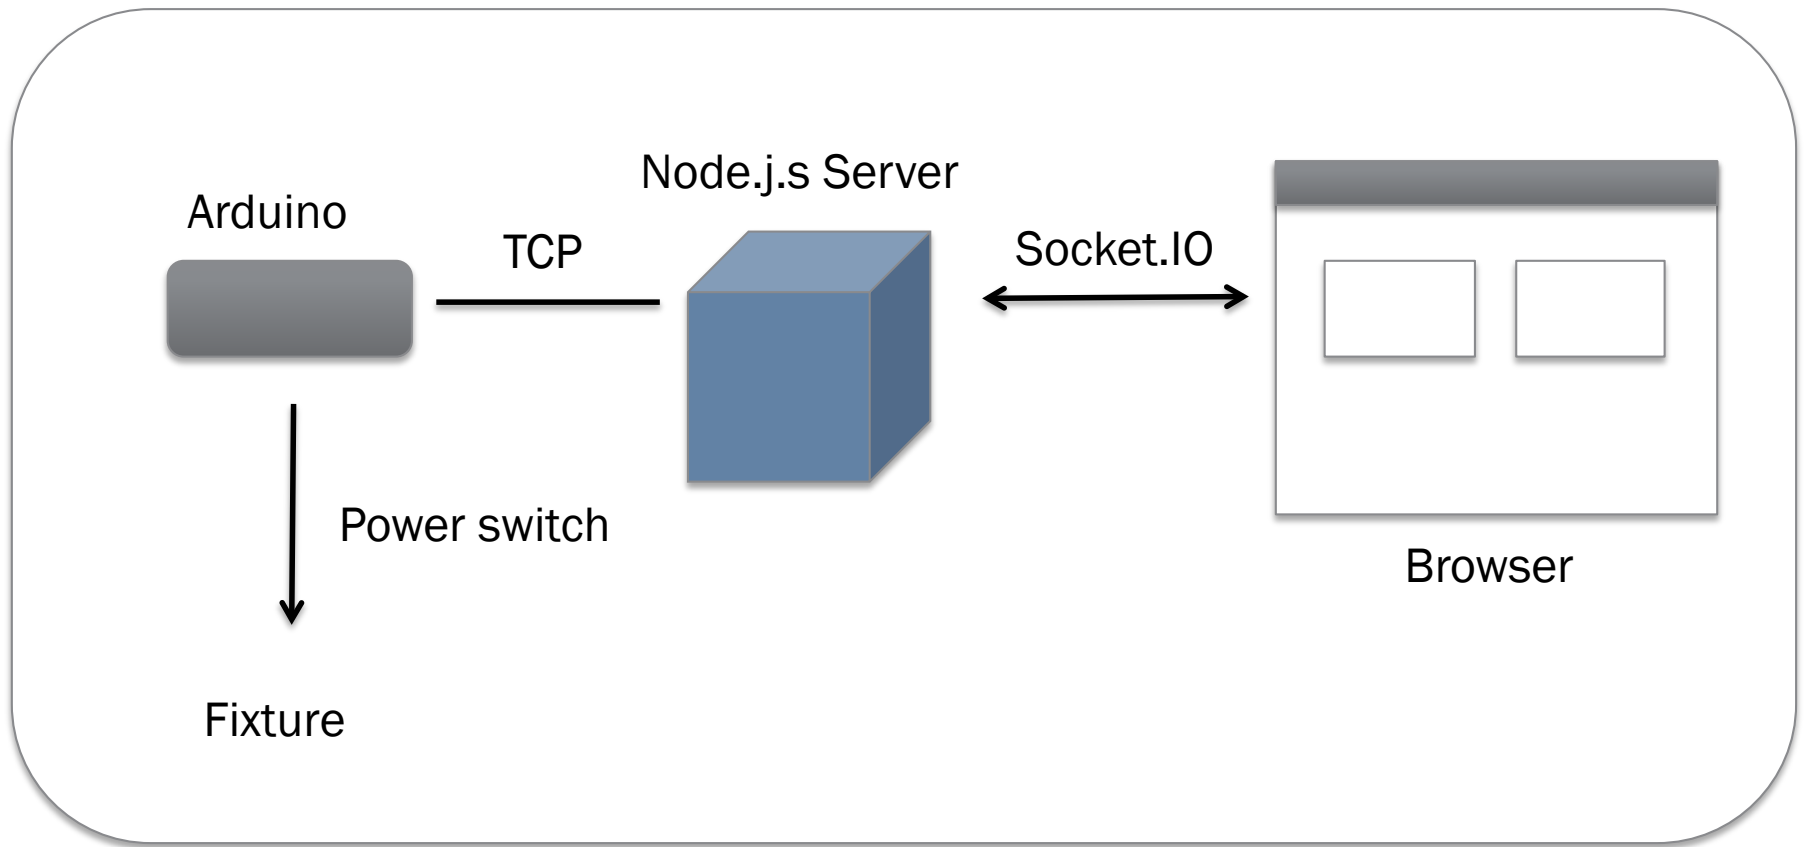 Node.j.s Server
Arduino
TCP
Socket.IO
Power switch
Browser
Fixture